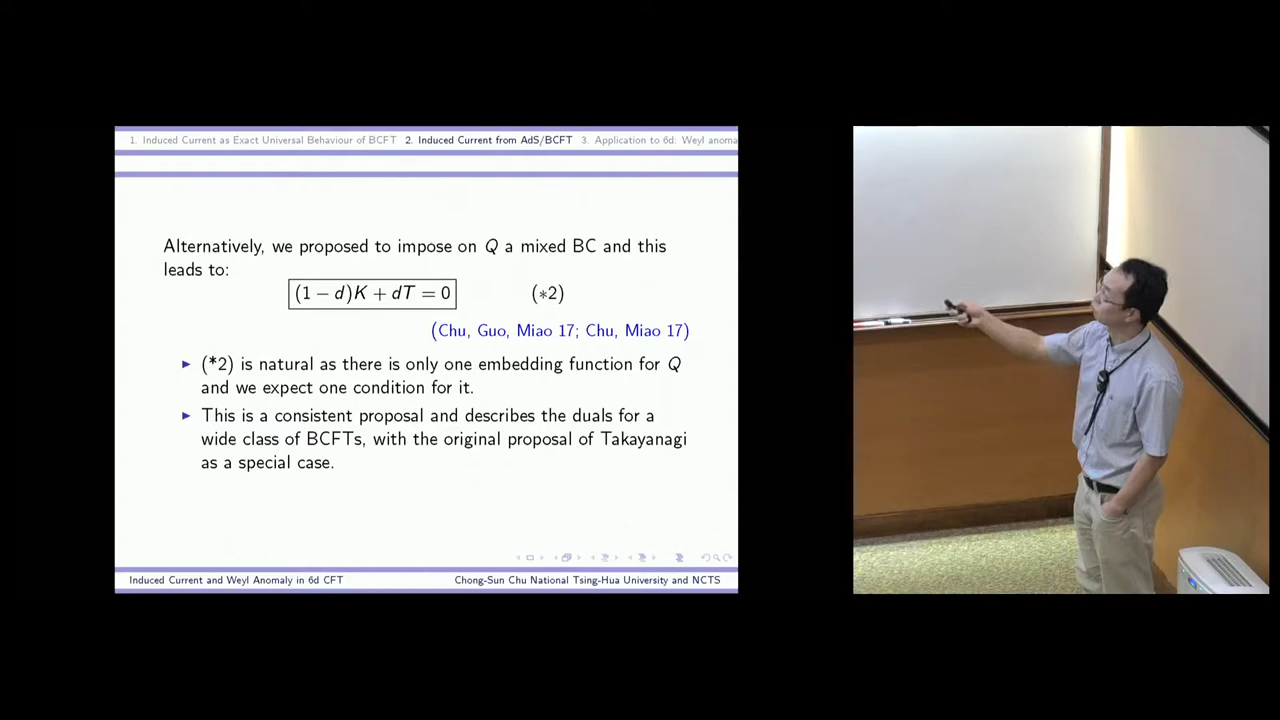 1. Induced Current as Exact Universal Behaviour of BCFT 2. Induced Current from AdS/BCFT 3. Application to 6d: Weyl anoma
Alternatively, we proposed to impose on Q a mixed BC and this
leads to:
(1 − d)K + dT = 0 (∗2)
(Chu, Guo, Miao 17; Chu, Miao 17)
▶ (*2) is natural as there is only one embedding function for Q
and we expect one condition for it.
▶ This is a consistent proposal and describes the duals for a
wide class of BCFTs, with the original proposal of Takayanagi
as a special case.
Induced Current and Weyl Anomaly in 6d CFT Chong-Sun Chu National Tsing-Hua University and NCTS